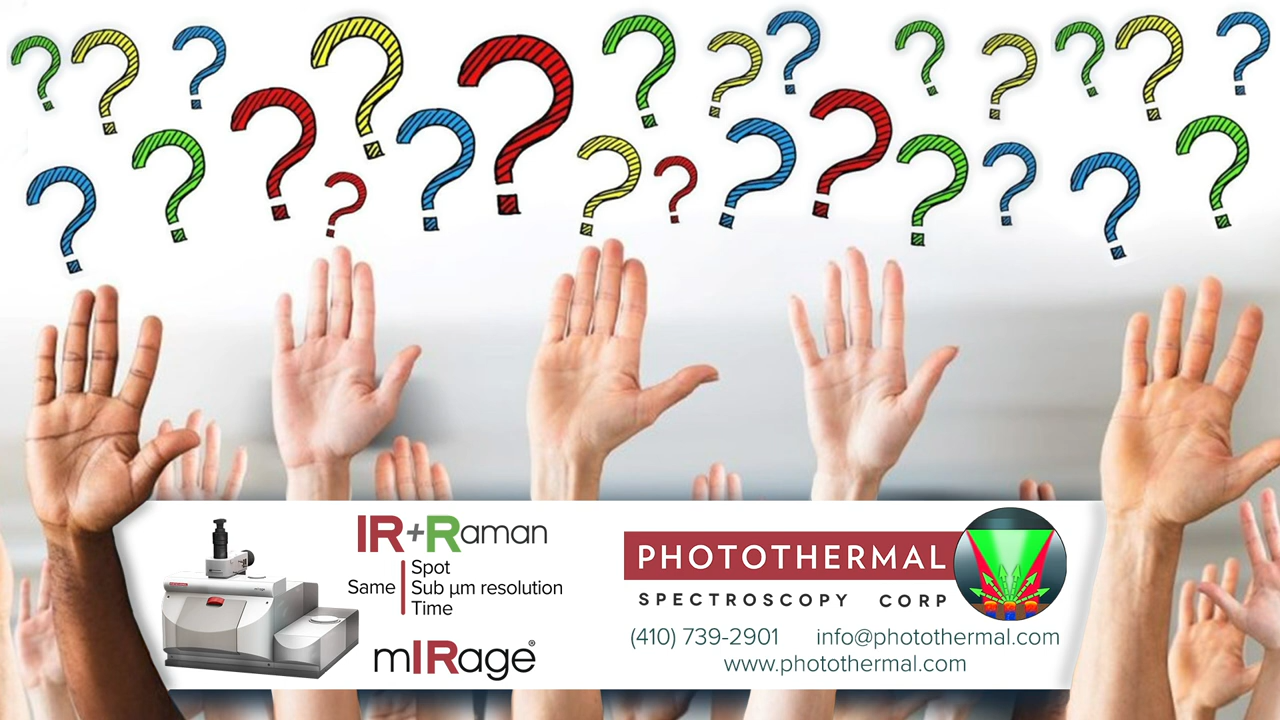 IR+Raman
Same
Spot
Sub µm resolution
Time
mIRage®
PHOTOTHERMAL
SPECTROSCOPY CORP
(410) 739-2901 info@photothermal.com
www.photothermal.com